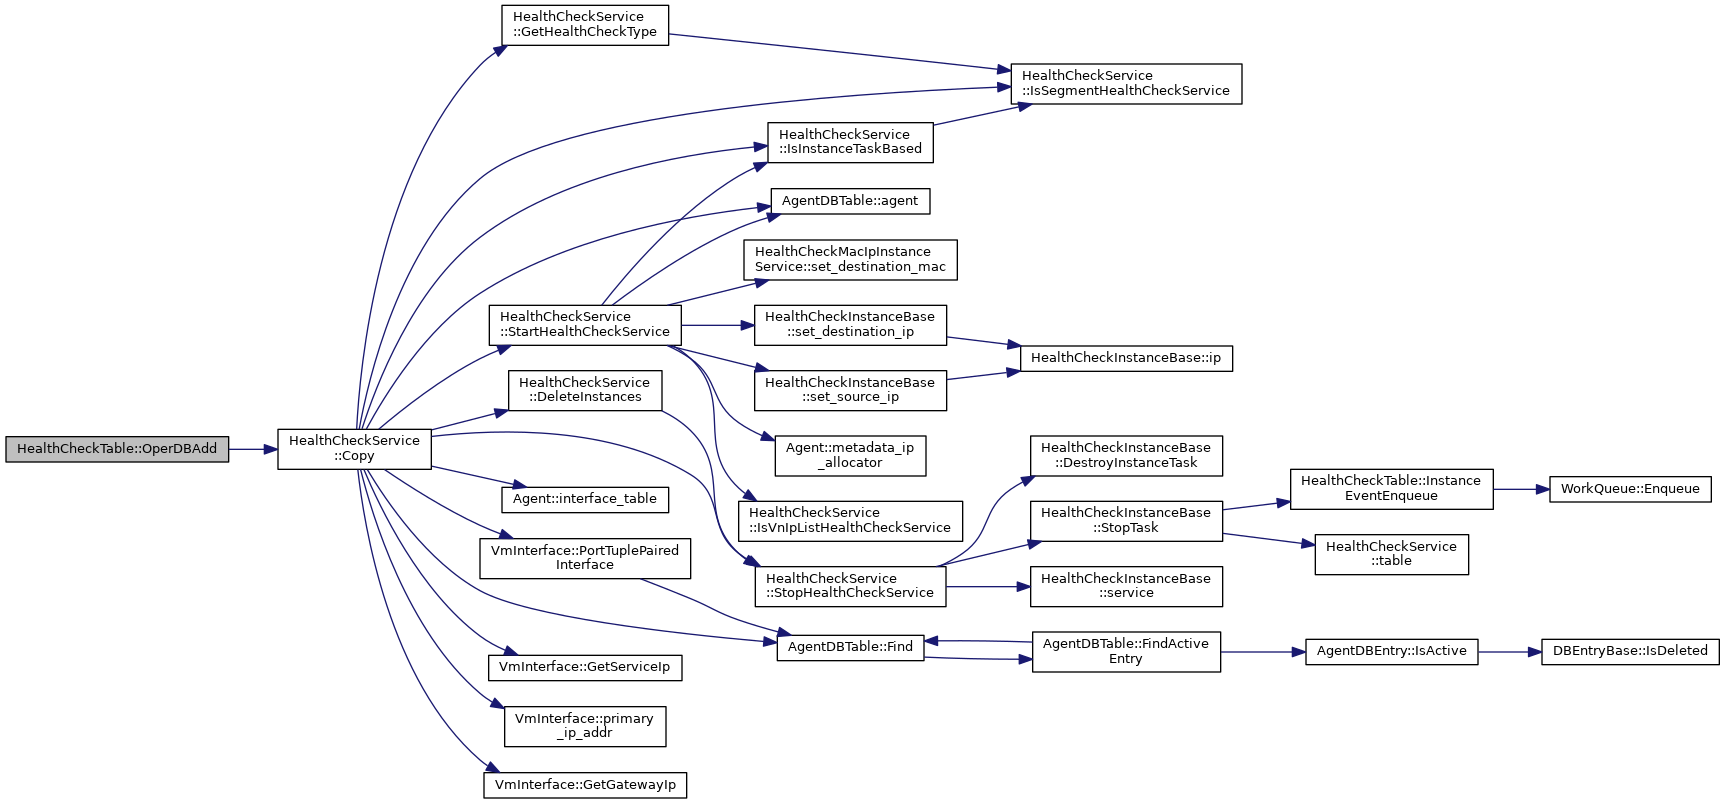 HealthCheckService
::GetHealthCheckType
HealthCheckService
::IsSegmentHealthCheckService
HealthCheckService
::IsInstanceTaskBased
AgentDBTable::agent
HealthCheckMacIpInstance
Service::set_destination_mac
HealthCheckService
::StartHealthCheckService
HealthCheckInstanceBase
::set_destination_ip
HealthCheckInstanceBase::ip
HealthCheckService
::DeleteInstances
HealthCheckInstanceBase
::set_source_ip
HealthCheckTable::OperDBAdd
HealthCheckService
::Copy
Agent::metadata_ip
_allocator
HealthCheckInstanceBase
::DestroyInstanceTask
Agent::interface_table
HealthCheckService
::IsVnIpListHealthCheckService
HealthCheckInstanceBase
::StopTask
HealthCheckTable::Instance
EventEnqueue
WorkQueue::Enqueue
VmInterface::PortTuplePaired
Interface
HealthCheckService
::table
HealthCheckService
::StopHealthCheckService
HealthCheckInstanceBase
::service
AgentDBTable::Find
AgentDBTable::FindActive
Entry
AgentDBEntry::IsActive
DBEntryBase::IsDeleted
VmInterface::GetServiceIp
VmInterface::primary
_ip_addr
VmInterface::GetGatewayIp